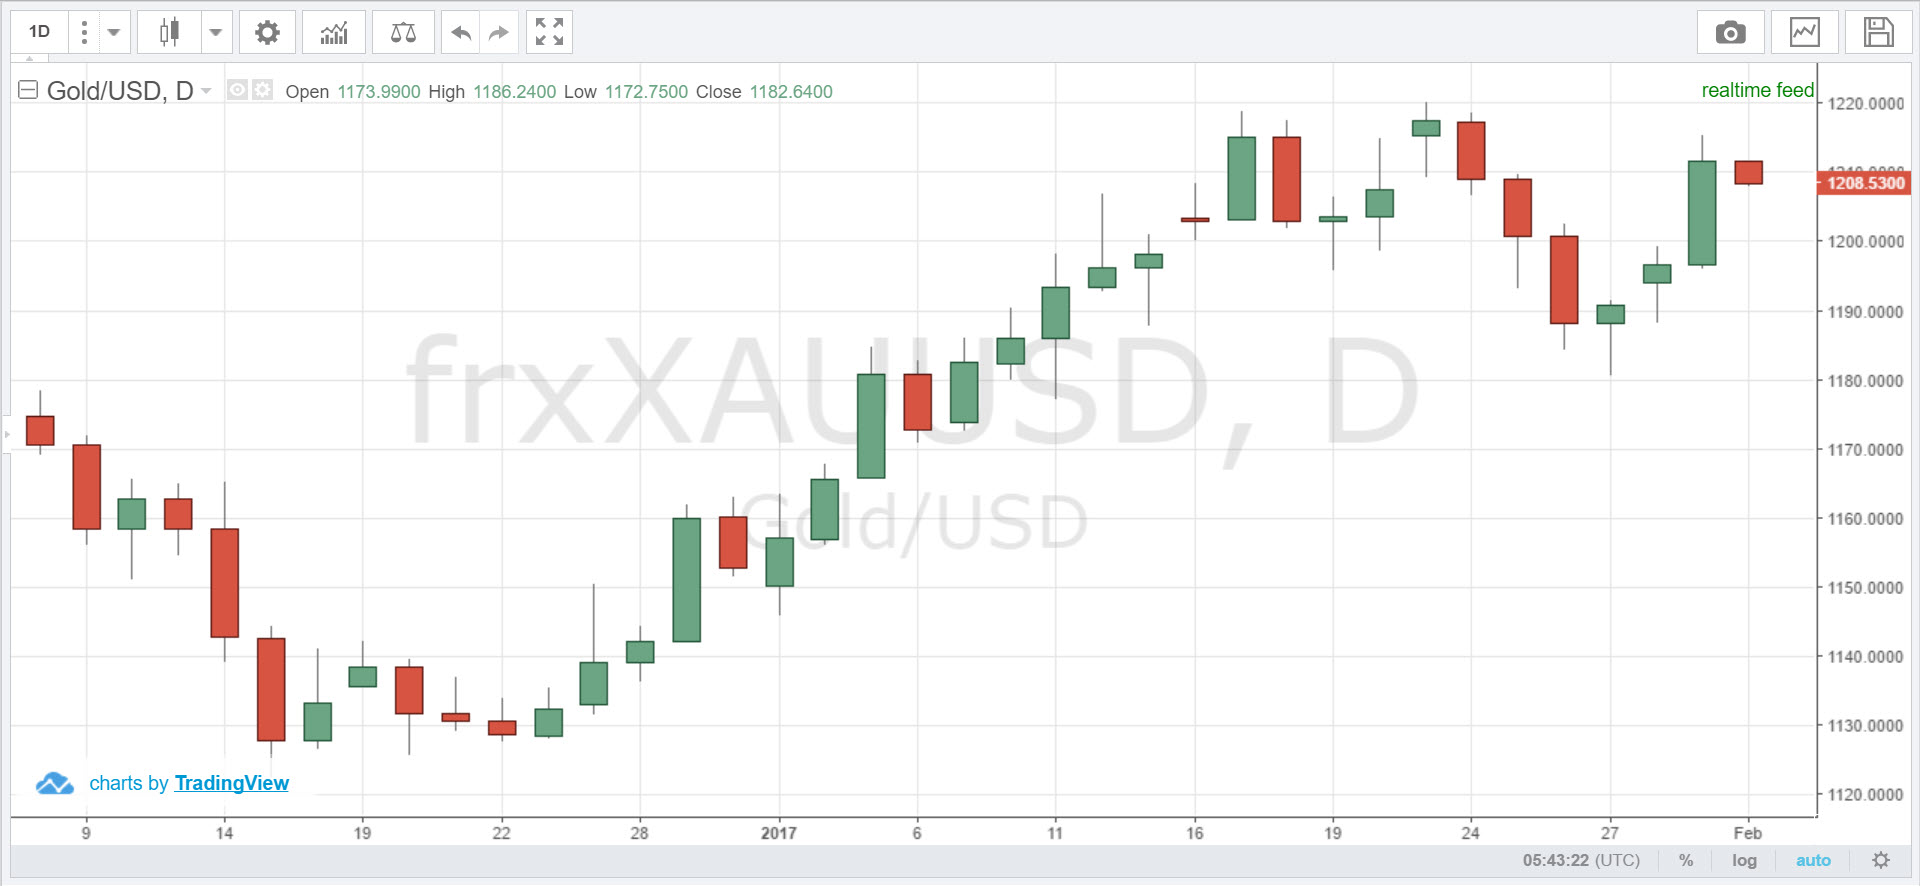 1D
Gold/USD, D Open 1173.9900 High 1186.2400 Low 1172.7500 Close 1182.6400
realtime feed
1220.0000
1210.0000
1208.5300
1200.0000
1190.0000
1180.0000
1170.0000
1160.0000
1150.0000
1140.0000
1130.0000
1120.0000
frxXAUUSD, D
Gold/USD
charts by TradingView
9 14 19 22 28 2017 6 11 16 19 24 27 Feb
05:43:22 (UTC) % log auto